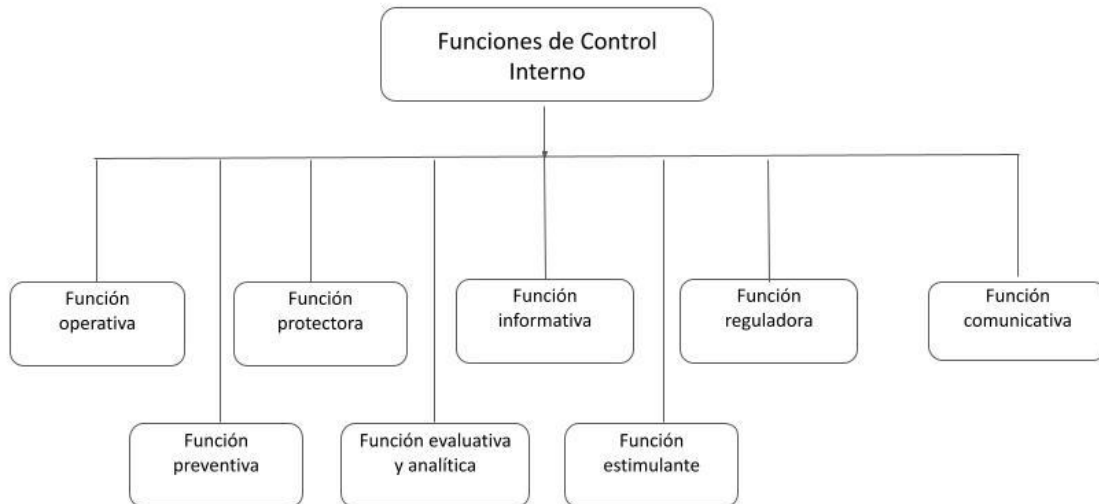 Funciones de Control
Interno
Función
operativa
Función
protectora
Función
informativa
Función
reguladora
Función
comunicativa
Función
preventiva
Función evaluativa
y analítica
Función
estimulante